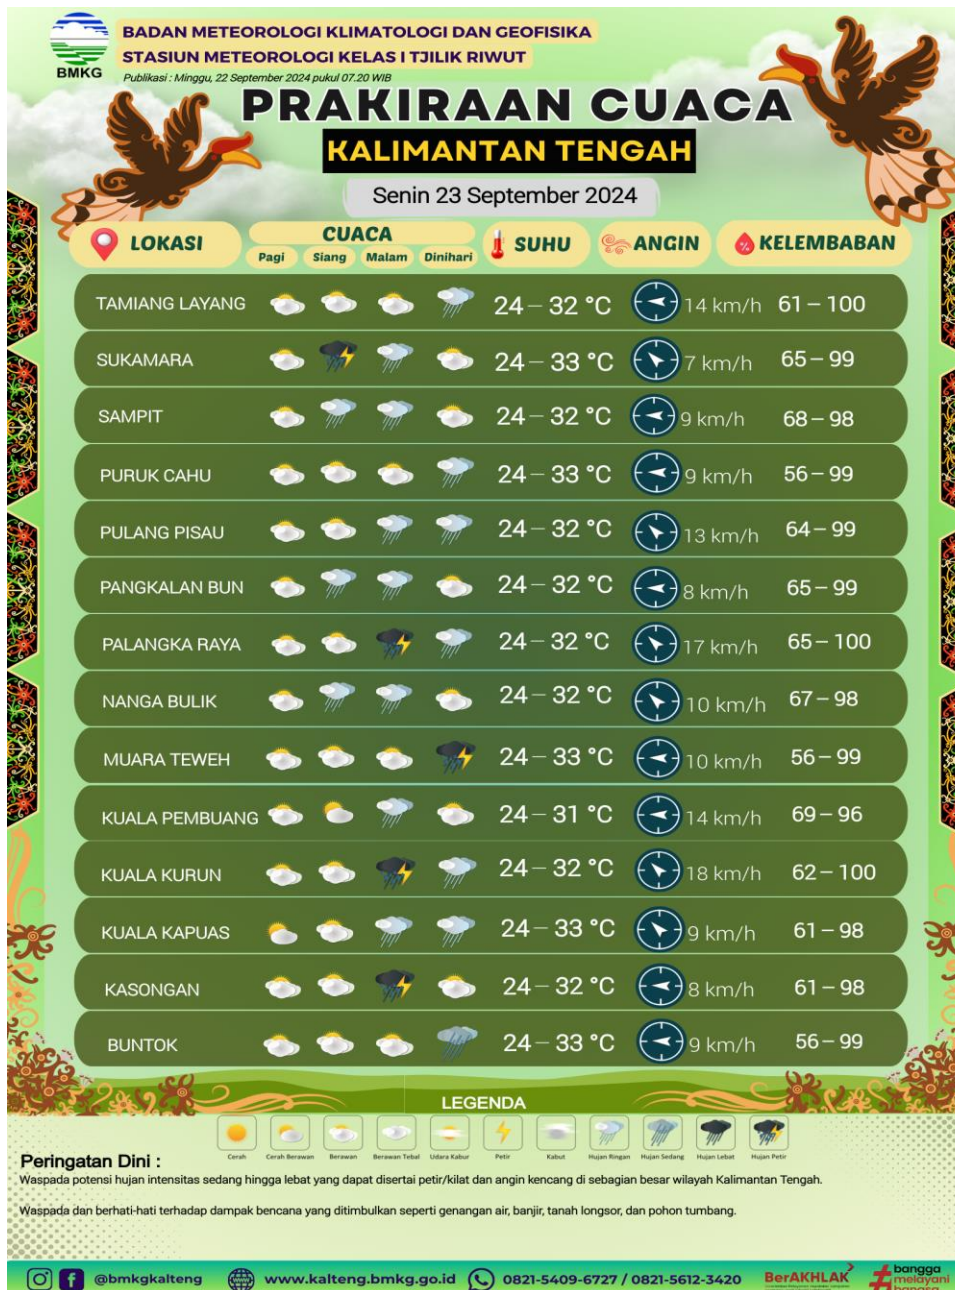 BADAN METEOROLOGI KLIMATOLOGI DAN GEOFISIKA
STASIUN METEOROLOGI KELAS I TJILIK RIWUT
BMKG
Publikasi : Minggu, 22 September 2024 pukul 07.20 WIB
PRAKIRAAN CUACA
KALIMANTAN TENGAH
Senin 23 September 2024
LOKASI CUACA SUHU ANGIN % KELEMBABAN
Pagi Siang Malam Dinihari
TAMIANG LAYANG 24 – 32 °C 14 km/h 61 – 100
SUKAMARA 24 – 33 °C 7 km/h 65 – 99
SAMPIT 24 – 32 °C 9 km/h 68 – 98
PURUK CAHU 24 – 33 °C 9 km/h 56 – 99
PULANG PISAU 24 – 32 °C 13 km/h 64 – 99
PANGKALAN BUN 24 – 32 °C 8 km/h 65 – 99
PALANGKA RAYA 24 – 32 °C 17 km/h 65 – 100
NANGA BULIK 24 – 32 °C 10 km/h 67 – 98
MUARA TEWEH 24 – 33 °C 10 km/h 56 – 99
KUALA PEMBUANG 24 – 31 °C 14 km/h 69 – 96
KUALA KURUN 24 – 32 °C 18 km/h 62 – 100
KUALA KAPUAS 24 – 33 °C 9 km/h 61 – 98
KASONGAN 24 – 32 °C 8 km/h 61 – 98
BUNTOK 24 – 33 °C 9 km/h 56 – 99
LEGENDA
Cerah Cerah Berawan Berawan Berawan Tebal Udara Kabur Petir Kabut Hujan Ringan Hujan Sedang Hujan Lebat Hujan Petir
Peringatan Dini :
Waspada potensi hujan intensitas sedang hingga lebat yang dapat disertai petir/kilat dan angin kencang di sebagian besar wilayah Kalimantan Tengah.
Waspada dan berhati-hati terhadap dampak bencana yang ditimbulkan seperti genangan air, banjir, tanah longsor, dan pohon tumbang.
@bmkgkalteng www.kalteng.bmkg.go.id 0821-5409-6727 / 0821-5612-3420 BerAKHLAK
# bangga
melayani
bangsa